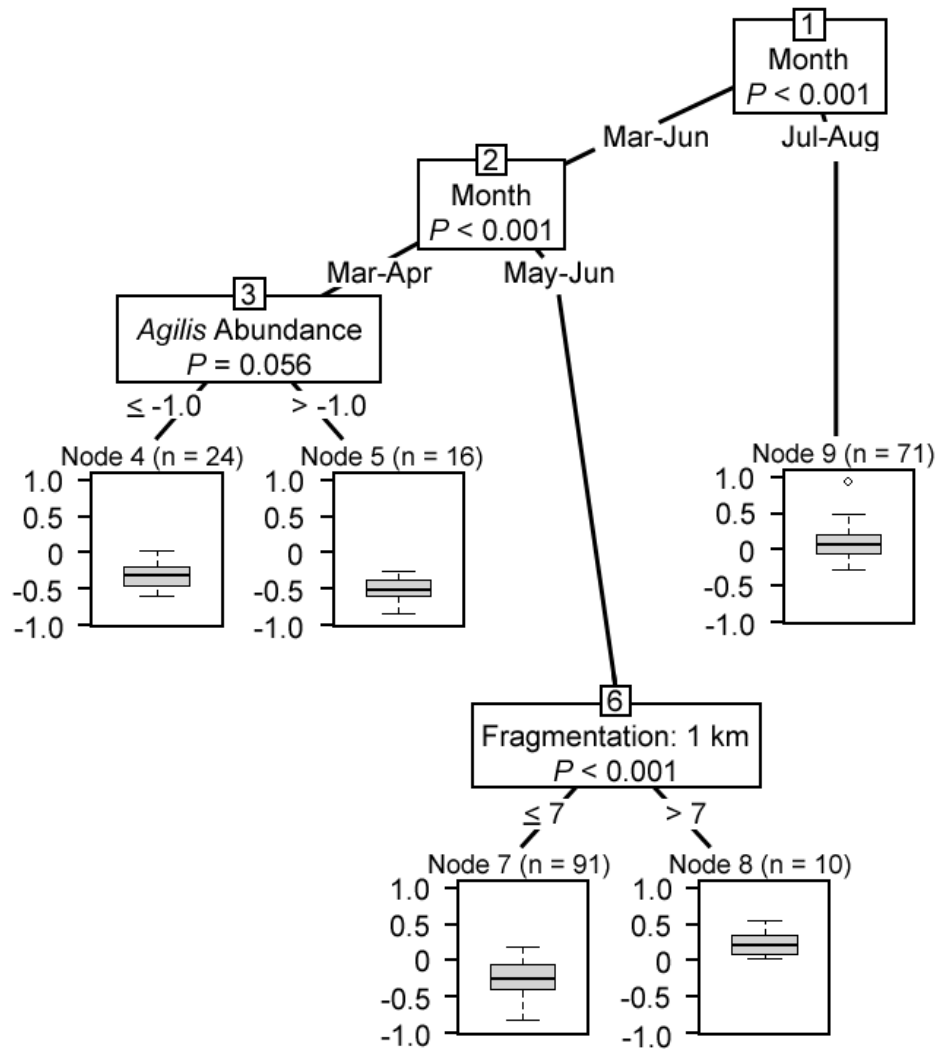 1
Month
P < 0.001
Mar-Jun
Jul-Aug
2
Month
P < 0.001
Mar-Apr
May-Jun
3
Agilis Abundance
P = 0.056
≤ -1.0
> -1.0
Node 4 (n = 24)
1.0
0.5
0
-0.5
-1.0
Node 5 (n = 16)
1.0
0.5
0
-0.5
-1.0
Node 9 (n = 71)
1.0
0.5
0
-0.5
-1.0
6
Fragmentation: 1 km
P < 0.001
≤ 7
> 7
Node 7 (n = 91)
1.0
0.5
0
-0.5
-1.0
Node 8 (n = 10)
1.0
0.5
0
-0.5
-1.0